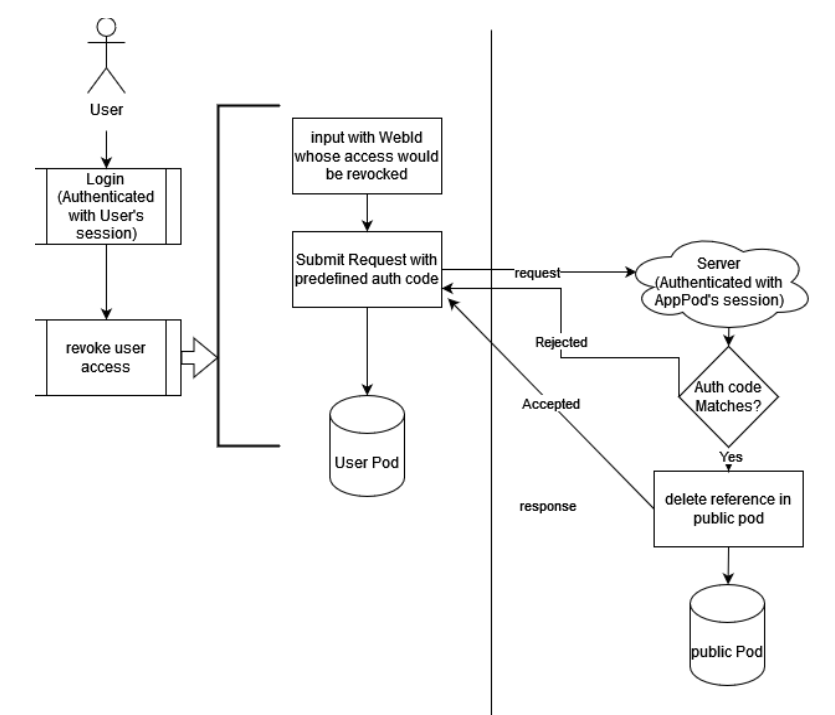 User
Login
(Authenticated
with User's
session)
revoke user
access
input with WebId
whose access would
be revocked
Submit Request with
predefined auth code
User Pod
request
Rejected
Accepted
response
Server
(Authenticated with
AppPod's session)
Auth code
Matches?
Yes
delete reference in
public pod
public Pod